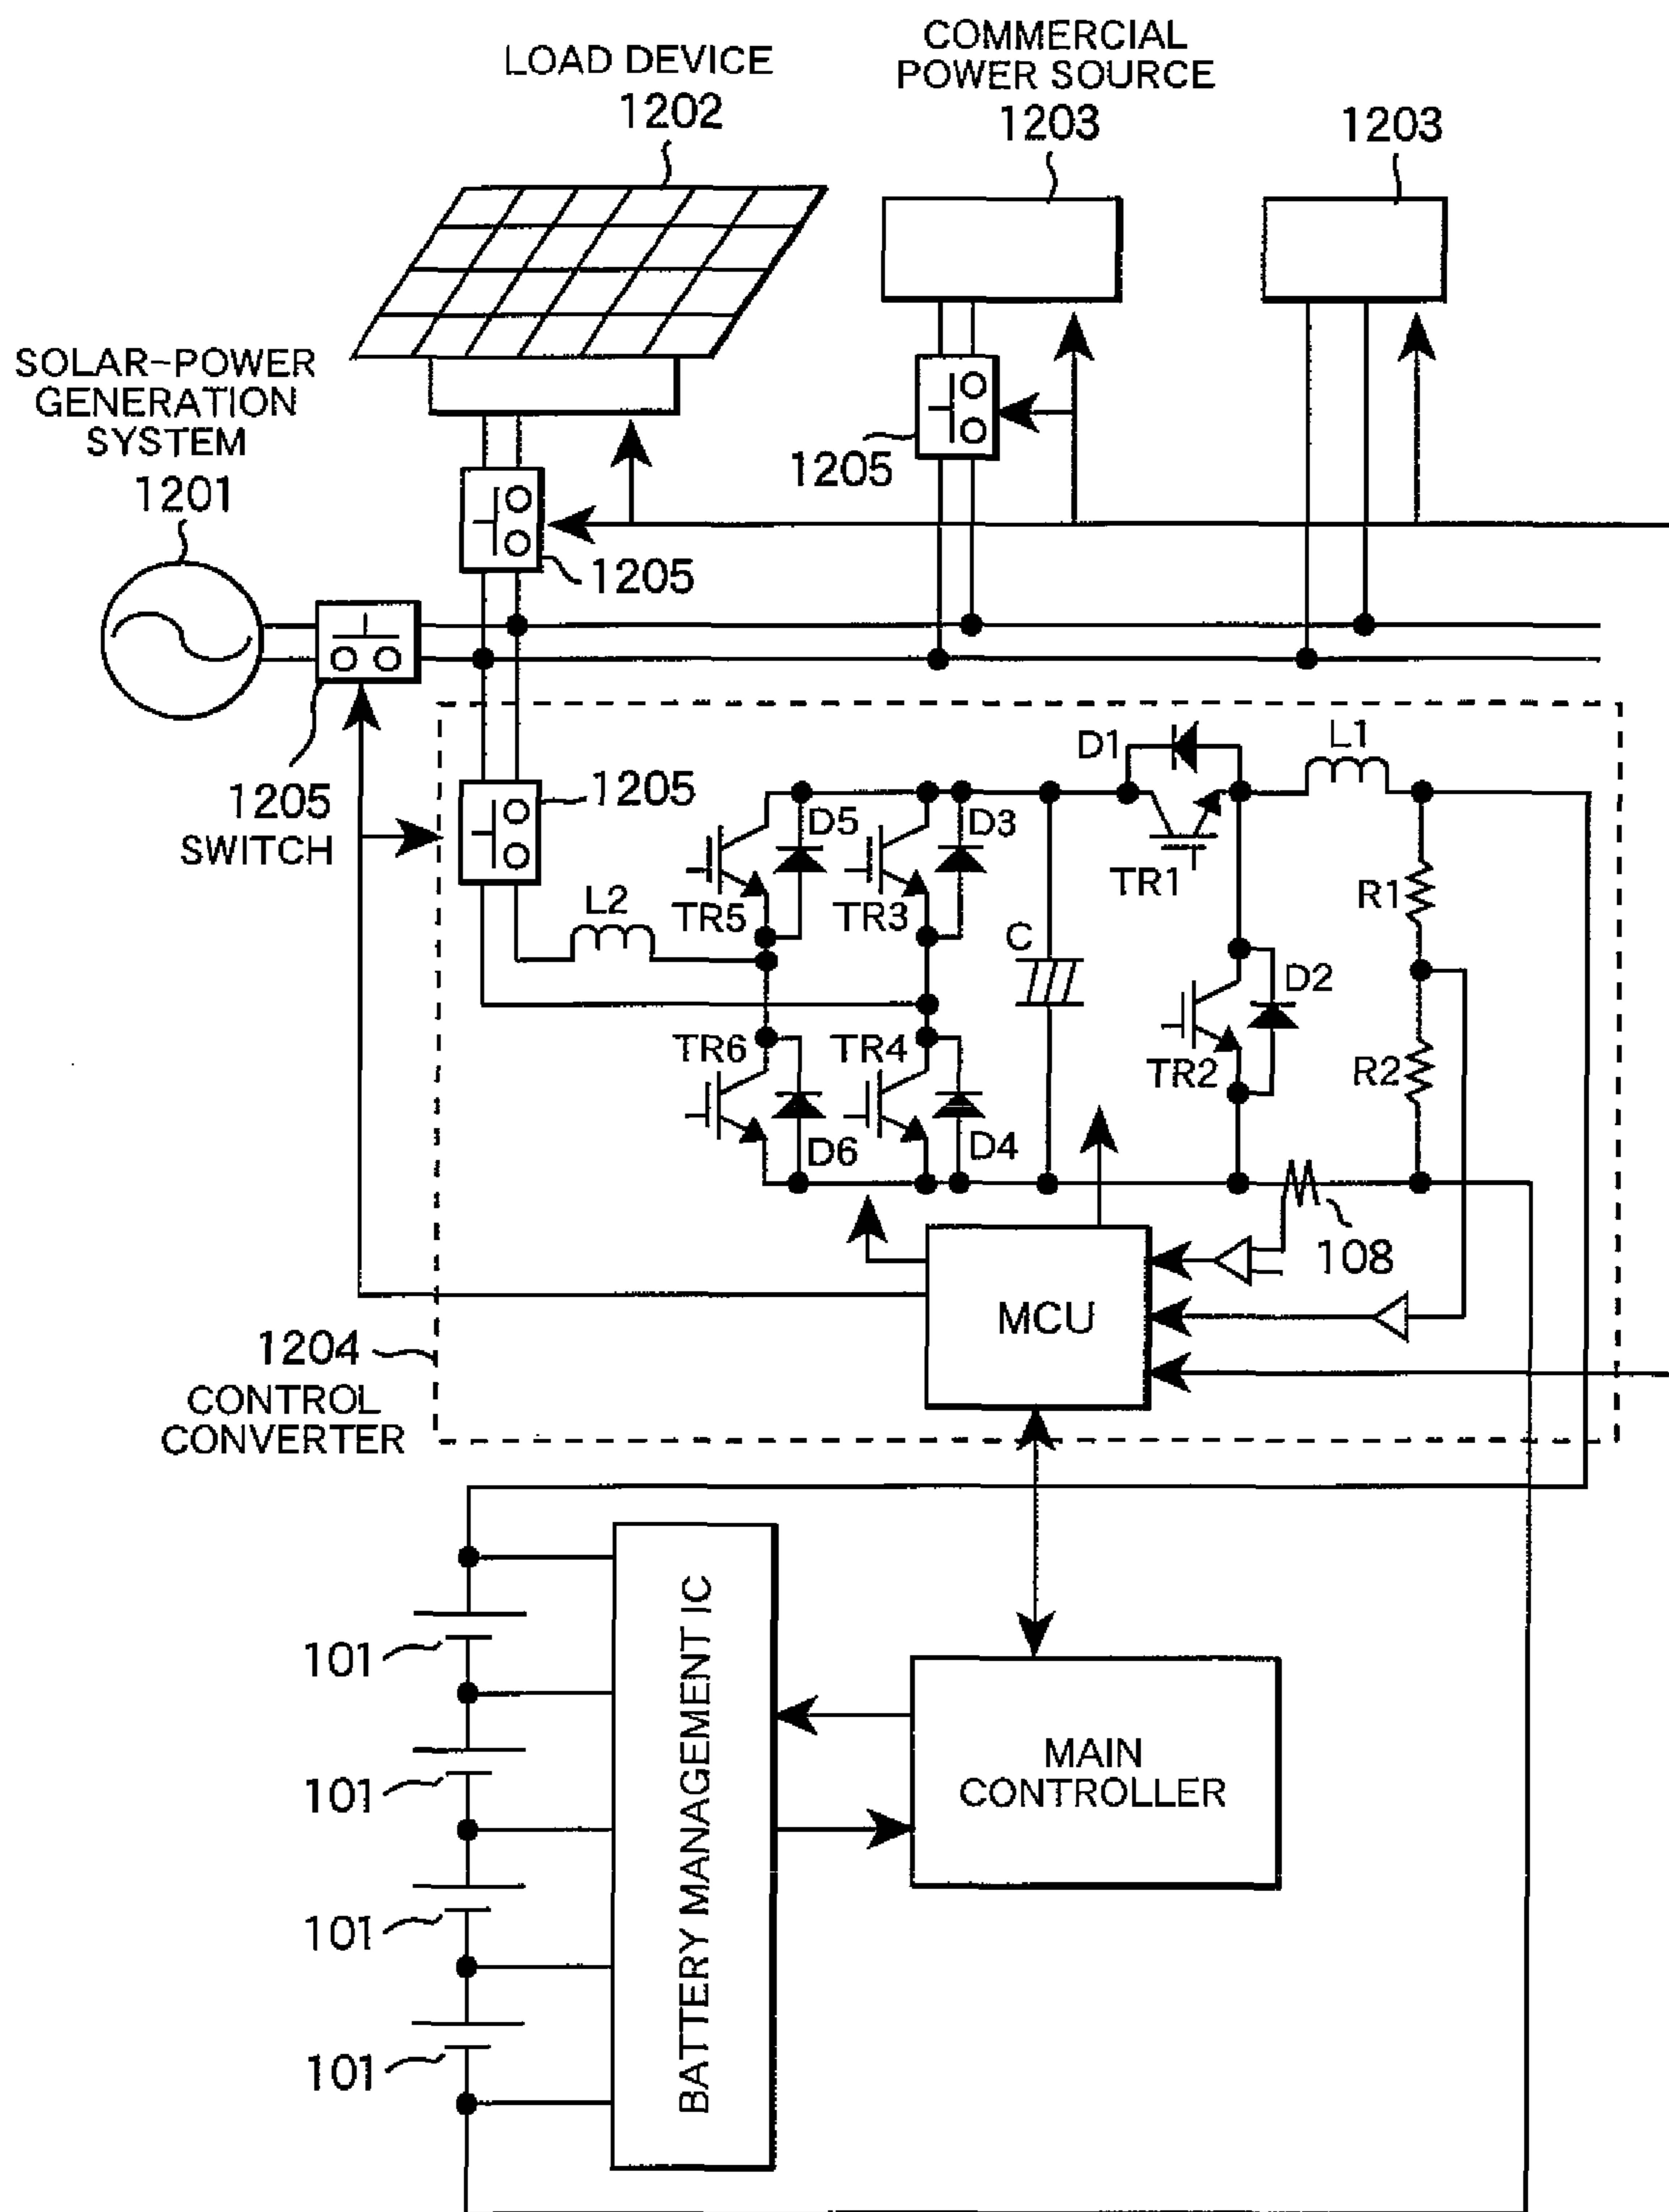 LOAD DEVICE
1202
COMMERCIAL
POWER SOURCE
1203
1203
SOLAR-POWER
GENERATION
SYSTEM
1201
1205
1205
1205
SWITCH
1205
D1
L1
D5
D3
TR1
R1
L2
TR5
TR3
C
D2
TR6
TR4
TR2
R2
D6
D4
108
MCU
1204
CONTROL
CONVERTER
101
101
101
101
BATTERY MANAGEMENT IC
MAIN
CONTROLLER